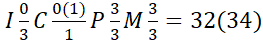 I 0/3 C 0(1)/1 P 3/3 M 3/3 = 32(34)